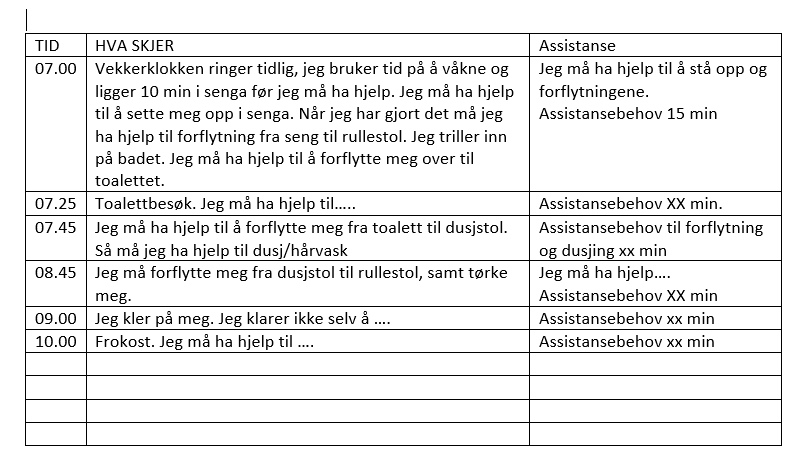 TID HVA SKJER Assistanse
07.00 Vekkerklokken ringer tidlig, jeg bruker tid på å våkne og
ligger 10 min i senga før jeg må ha hjelp. Jeg må ha hjelp
til å sette meg opp i senga. Når jeg har gjort det må jeg
ha hjelp til forflytning fra seng til rullestol. Jeg triller inn
på badet. Jeg må ha hjelp til å forflytte meg over til
toalettet.
Jeg må ha hjelp til å stå opp og
forflytningene.
Assistansebehov 15 min
07.25 Toalettbesøk. Jeg må ha hjelp til….. Assistansebehov XX min.
07.45 Jeg må ha hjelp til å forflytte meg fra toalett til dusjstol.
Så må jeg ha hjelp til dusj/hårvask
Assistansebehov til forflytning
og dusjing xx min
08.45 Jeg må forflytte meg fra dusjstol til rullestol, samt tørke
meg.
Jeg må ha hjelp….
Assistansebehov XX min
09.00 Jeg kler på meg. Jeg klarer ikke selv å …. Assistansebehov xx min
10.00 Frokost. Jeg må ha hjelp til …. Assistansebehov xx min